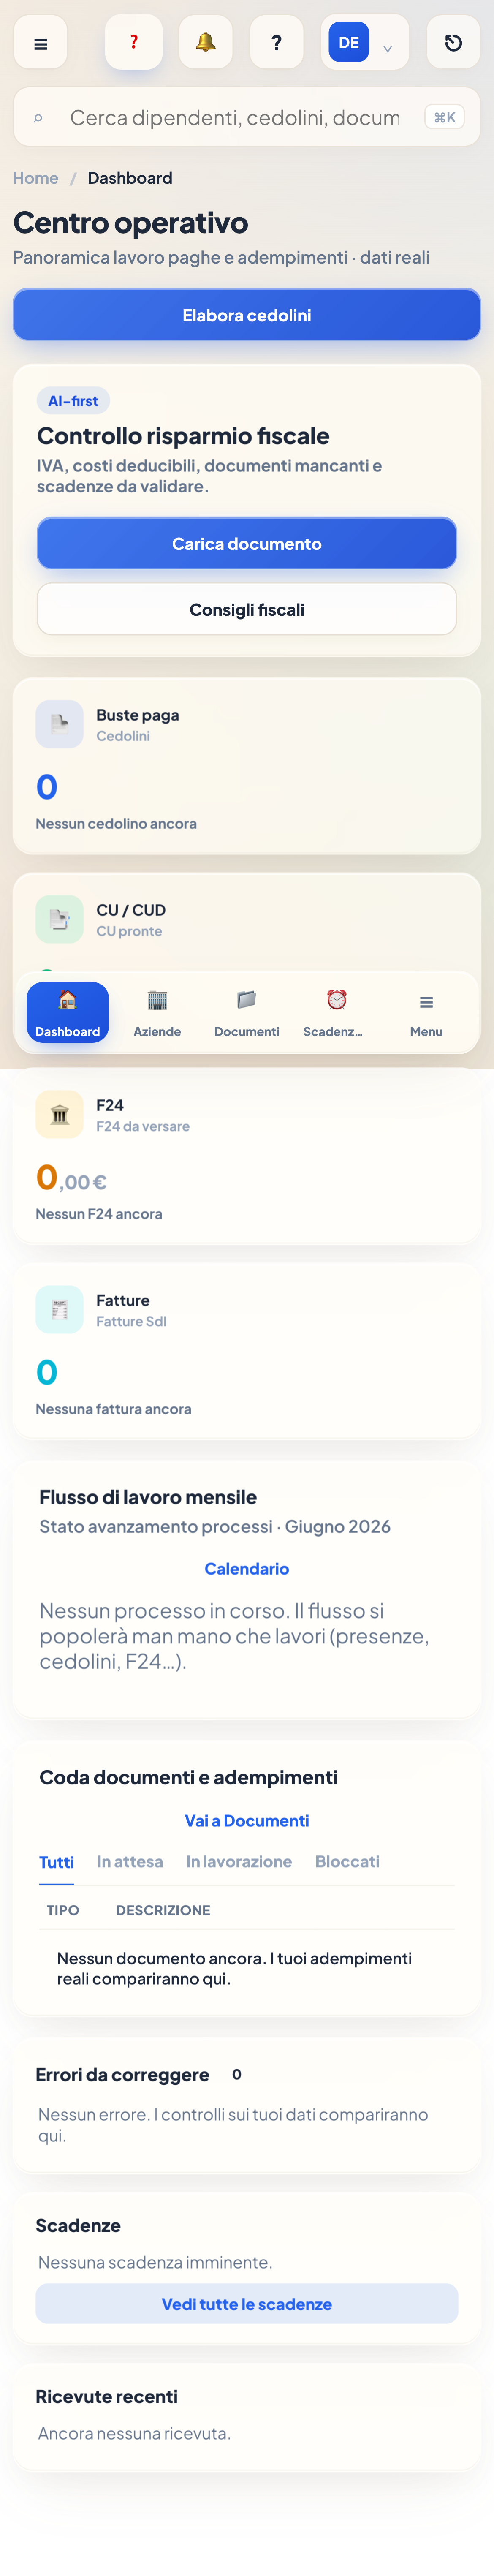 ≡ ? 🔔 ? DE
Cerca dipendenti, cedolini, docum ⌘K
Home / Dashboard
Centro operativo
Panoramica lavoro paghe e adempimenti · dati reali
Elabora cedolini
AI-first
Controllo risparmio fiscale
IVA, costi deducibili, documenti mancanti e
scadenze da validare.
Carica documento
Consigli fiscali
Buste paga
Cedolini
0
Nessun cedolino ancora
CU / CUD
CU pronte
Dashboard Aziende Documenti Scadenz... Menu
F24
F24 da versare
0,00 €
Nessun F24 ancora
Fatture
Fatture SdI
0
Nessuna fattura ancora
Flusso di lavoro mensile
Stato avanzamento processi · Giugno 2026
Calendario
Nessun processo in corso. Il flusso si
popolerà man mano che lavori (presenze,
cedolini, F24...).
Coda documenti e adempimenti
Vai a Documenti
Tutti In attesa In lavorazione Bloccati
TIPO DESCRIZIONE
Nessun documento ancora. I tuoi adempimenti
reali compariranno qui.
Errori da correggere 0
Nessun errore. I controlli sui tuoi dati compariranno
qui.
Scadenze
Nessuna scadenza imminente.
Vedi tutte le scadenze
Ricevute recenti
Ancora nessuna ricevuta.